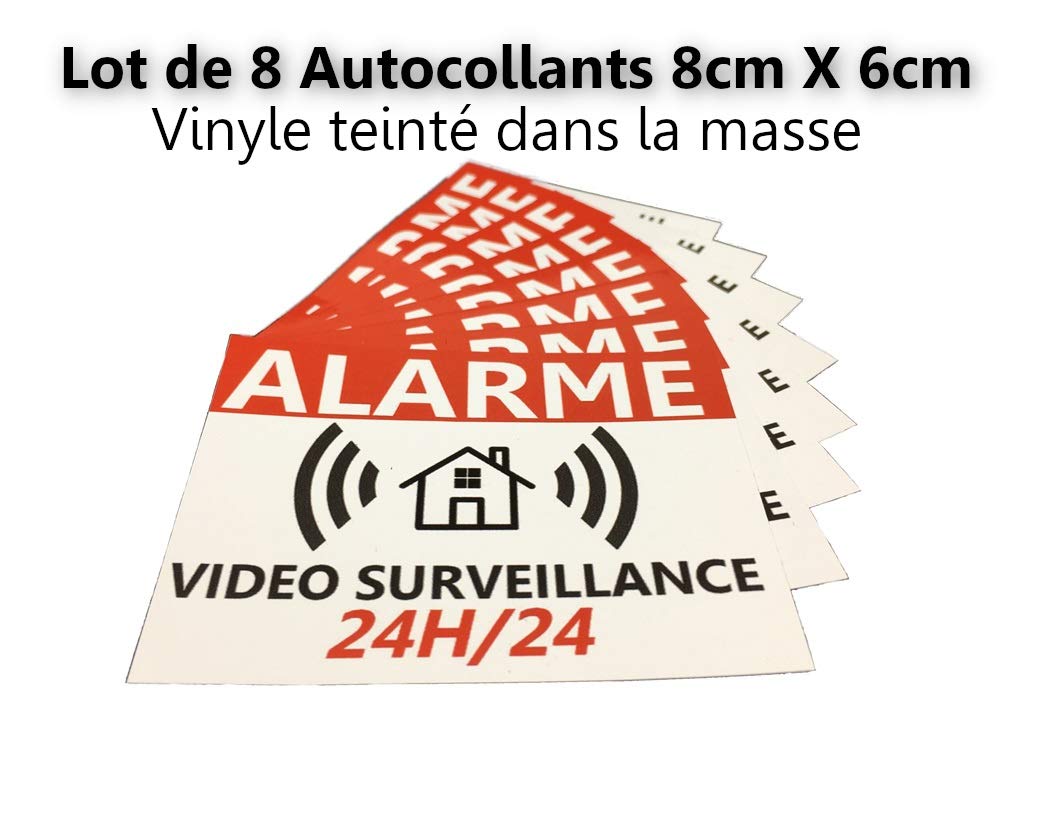 Lot de 8 Autocollants 8cm X 6cm
Vinyle teinté dans la masse
ALARME
VIDEO SURVEILLANCE
24H/24